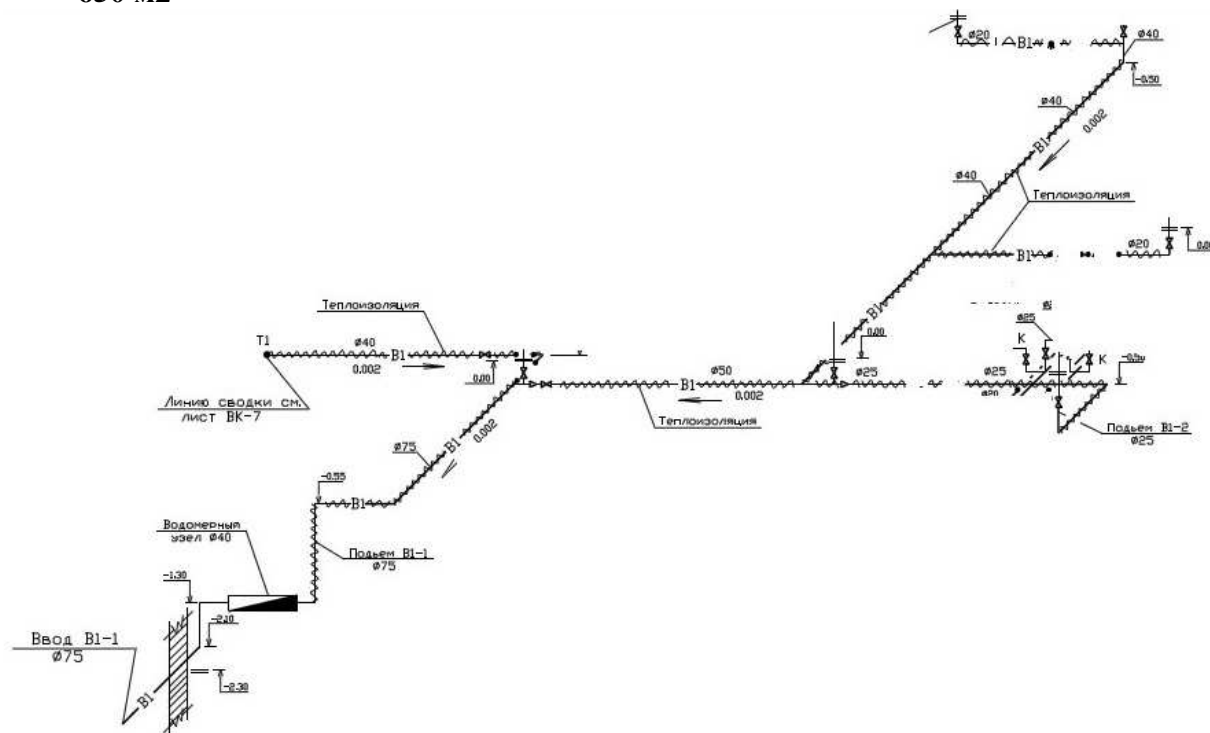 650 м2
ø20
В1
ø40
-0.50
ø40
0.002
В1
ø40
Теплоизоляция
В1
ø20
0.00
В1
ø25
К
К
Теплоизоляция
Т1
ø40
В1
0.002
0.00
0.00
ø50
В1
0.002
ø25
ø25
ø20
Линию сводки см.
лист ВК-7
Теплоизоляция
Подъем В1-2
ø25
В1
0.002
ø75
-0.55
В1
Водомерный
узел ø40
Подъем В1-1
ø75
-1.30
-2.10
Ввод В1-1
ø75
-2.30
В1